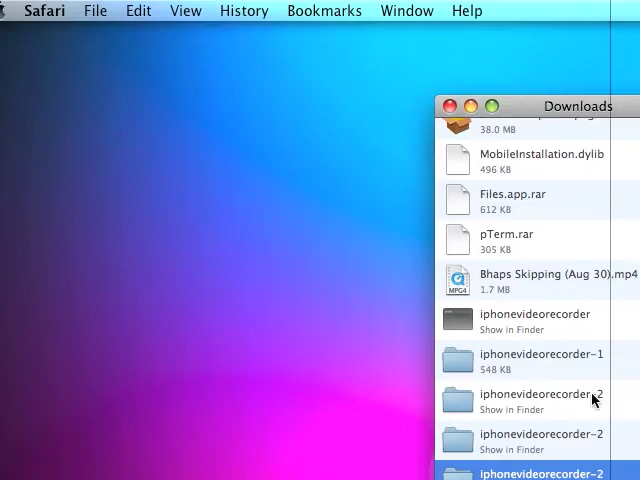 Safari File Edit View History Bookmarks Window Help
Downloads
38.0 MB
MobileInstallation.dylib
496 KB
Files.app.rar
612 KB
pTerm.rar
305 KB
Bhaps Skipping (Aug 30).mp4
MPEG4
1.7 MB
iphonevideorecorder
Show in Finder
iphonevideorecorder-1
548 KB
iphonevideorecorder-2
Show in Finder
iphonevideorecorder-2
Show in Finder
iphonevideorecorder-2